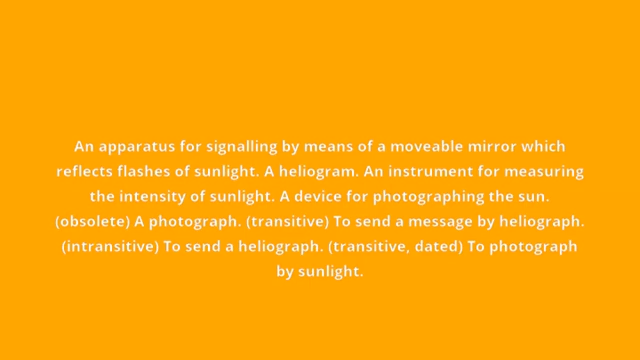 An apparatus for signalling by means of a moveable mirror which
reflects flashes of sunlight. A heliogram. An instrument for measuring
the intensity of sunlight. A device for photographing the sun.
(obsolete) A photograph. (transitive) To send a message by heliograph.
(intransitive) To send a heliograph. (transitive, dated) To photograph
by sunlight.